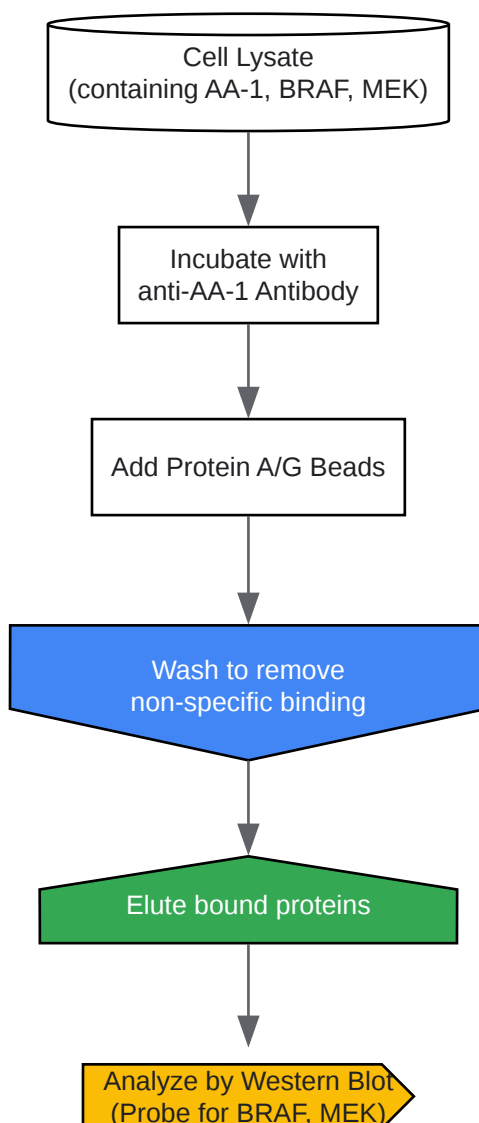 Cell Lysate
(containing AA-1, BRAF, MEK)
Incubate with
anti-AA-1 Antibody
Add Protein A/G Beads
Wash to remove
non-specific binding
Elute bound proteins
Analyze by Western Blot
(Probe for BRAF, MEK)